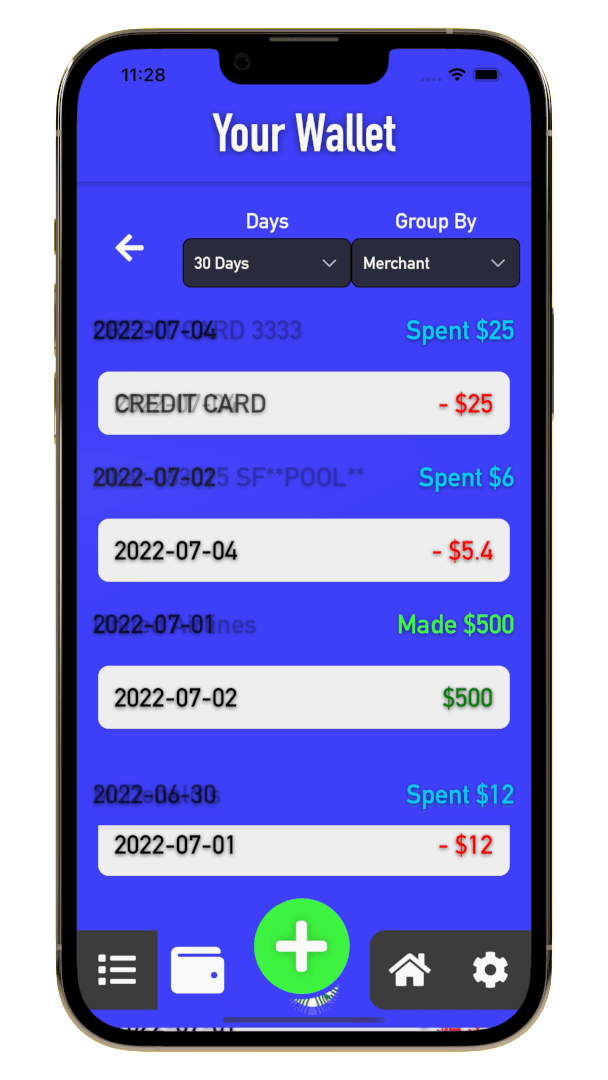 11:28
Your Wallet
Days Group By
30 Days Merchant
2022-07-04 RD 3333 Spent $25
CREDIT CARD - $25
2022-07-02 5 SF**POOL** Spent $6
2022-07-04 - $5.4
2022-07-01 Made $500
2022-07-02 $500
2022-06-30 Spent $12
2022-07-01 - $12